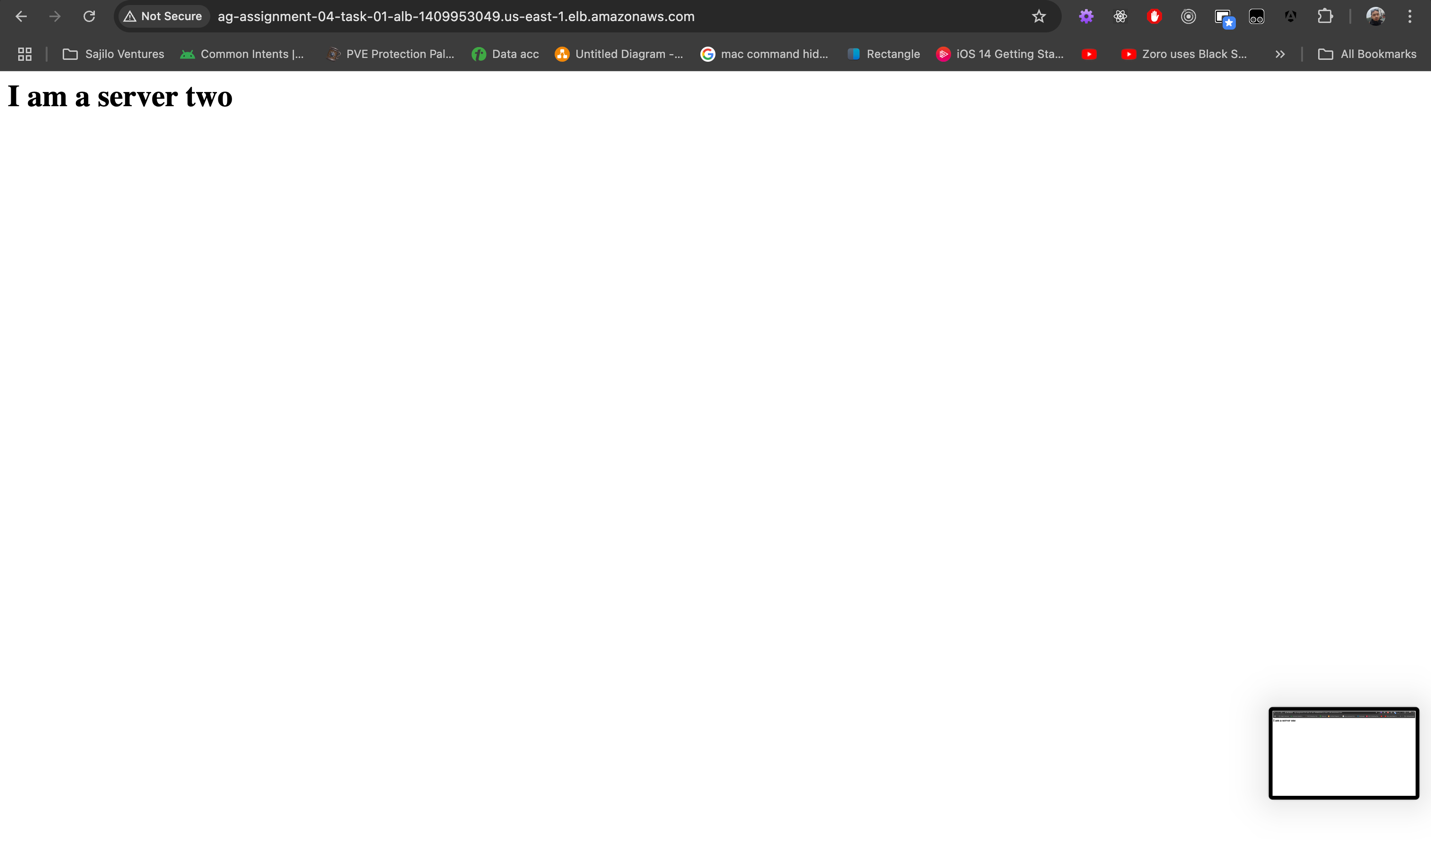 Not Secure ag-assignment-04-task-01-alb-1409953049.us-east-1.elb.amazonaws.com
Sajilo Ventures Common Intents |... PVE Protection Pal... Data acc Untitled Diagram -... mac command hid... Rectangle iOS 14 Getting Sta... Zoro uses Black S... All Bookmarks
I am a server two